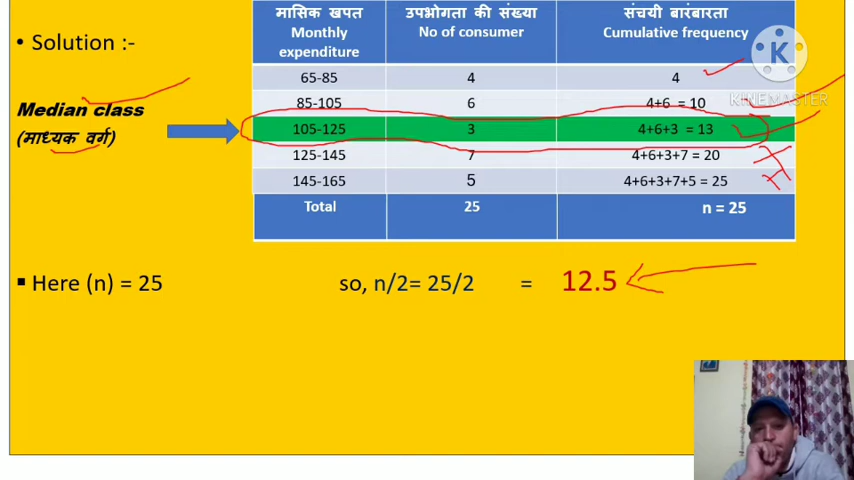 • Solution :-
Median class
(माध्यक वर्ग)
मासिक खपत
Monthly
expenditure
उपभोगता की संख्या
No of consumer
संचयी बारंबारता
Cumulative frequency
65-85 4 4
85-105 6 4+6 = 10
105-125 3 4+6+3 = 13
125-145 7 4+6+3+7 = 20
145-165 5 4+6+3+7+5 = 25
Total 25 n = 25
K
KINEMASTER
▪ Here (n) = 25 so, n/2= 25/2 = 12.5